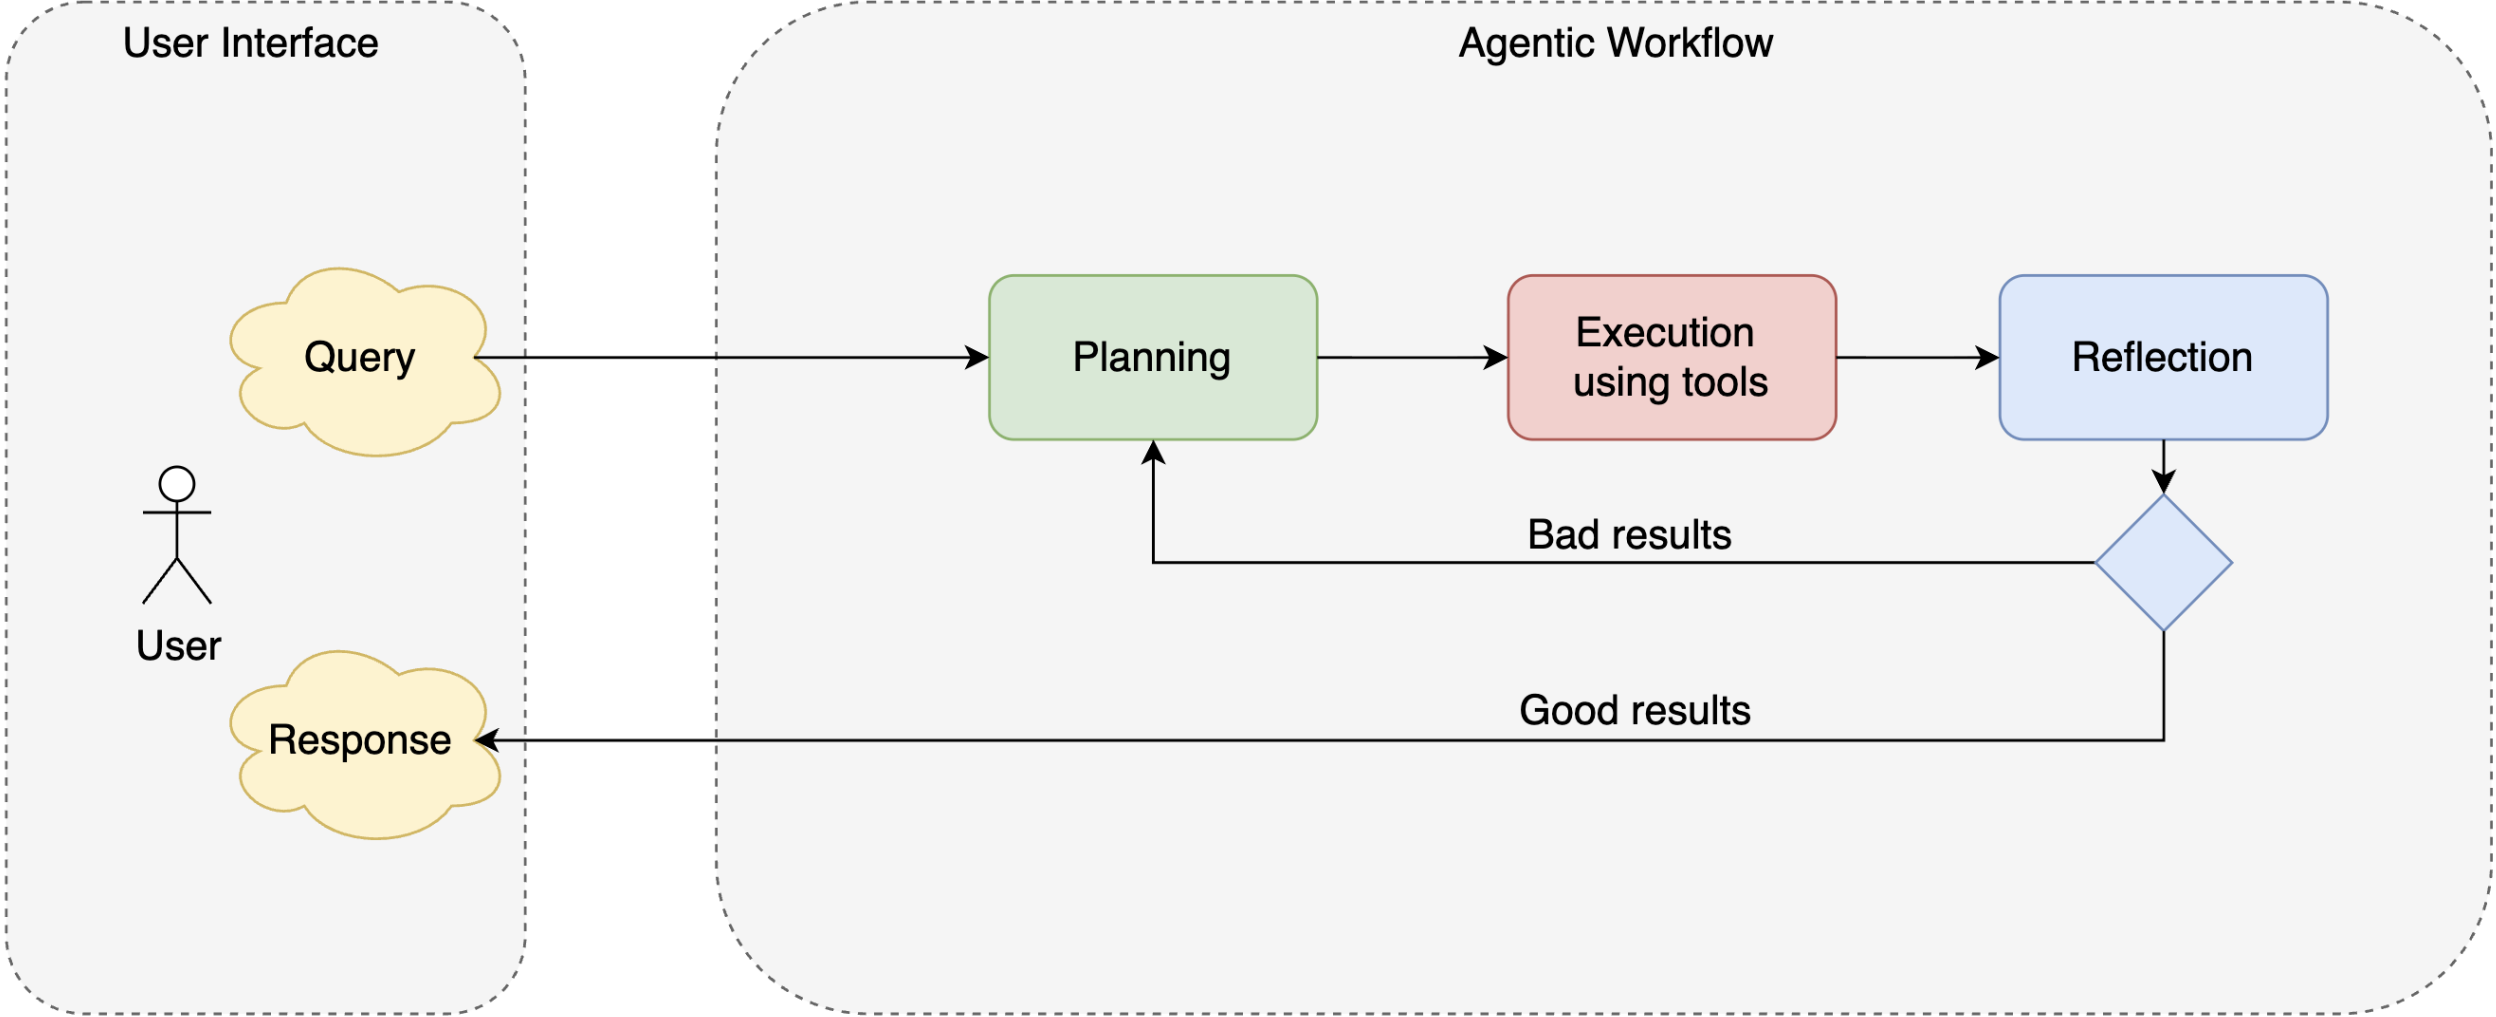 User Interface
Agentic Workflow
Query
Planning
Execution
using tools
Reflection
Bad results
User
Good results
Response